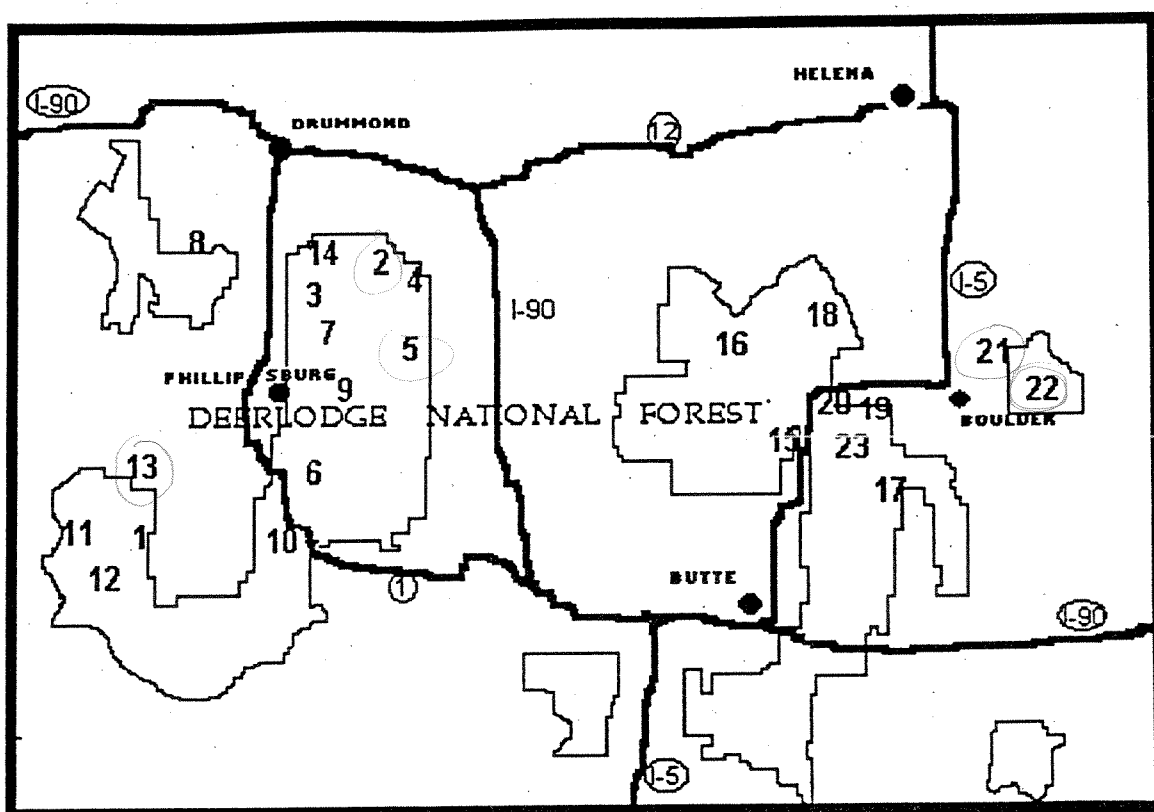 HELENA
I-90
DRUMMOND
12
8
14
2
4
I-5
3
I-90
18
7
16
5
21
PHILLIPSBURG
9
22
DEERLODGE NATIONAL FOREST
20
19
BOULDER
15
23
13
6
17
11
1
10
12
BUTTE
1
I-90
I-5